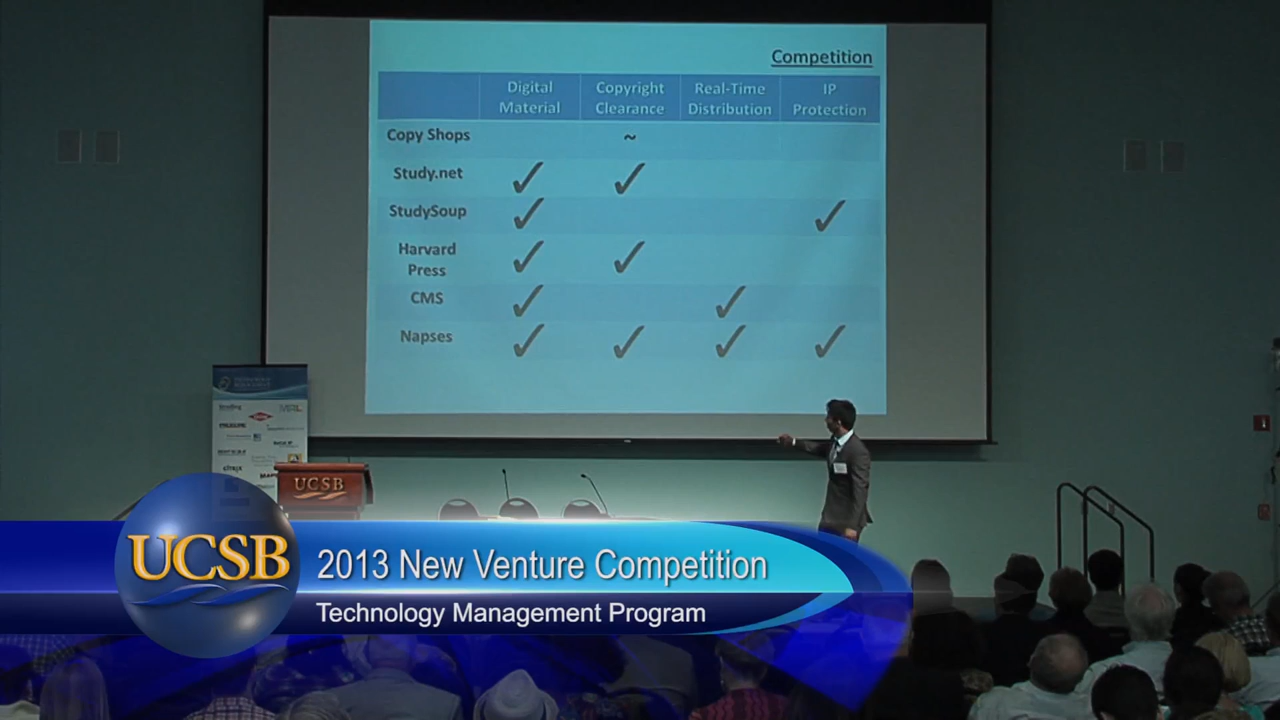 Competition
Digital Material Copyright Clearance Real-Time Distribution IP Protection
Copy Shops ~
Study.net ✓ ✓
StudySoup ✓ ✓
Harvard Press ✓ ✓
CMS ✓ ✓
Napses ✓ ✓ ✓ ✓
CITRIX
UCSB
UCSB
2013 New Venture Competition
Technology Management Program